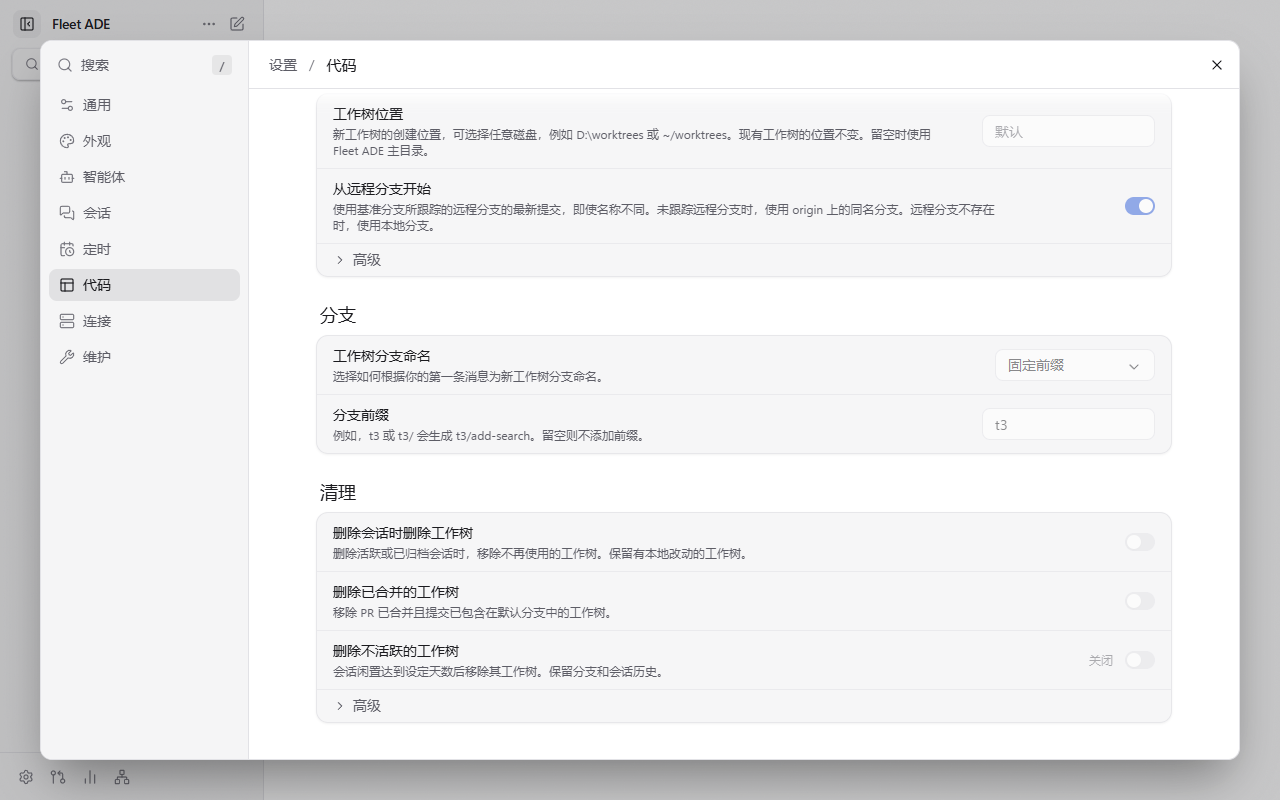 Fleet ADE
搜索
/
通用
外观
智能体
会话
定时
代码
连接
维护
设置 / 代码
工作树位置
新工作树的创建位置，可选择任意磁盘，例如 D:\worktrees 或 ~/worktrees。现有工作树的位置不变。留空时使用
Fleet ADE 主目录。
默认
从远程分支开始
使用基准分支所跟踪的远程分支的最新提交，即使名称不同。未跟踪远程分支时，使用 origin 上的同名分支。远程分支不存在
时，使用本地分支。
高级
分支
工作树分支命名
选择如何根据你的第一条消息为新工作树分支命名。
固定前缀
分支前缀
例如，t3 或 t3/ 会生成 t3/add-search。留空则不添加前缀。
t3
清理
删除会话时删除工作树
删除活跃或已归档会话时，移除不再使用的工作树。保留有本地改动的工作树。
删除已合并的工作树
移除 PR 已合并且提交已包含在默认分支中的工作树。
删除不活跃的工作树
会话闲置达到设定天数后移除其工作树。保留分支和会话历史。
关闭
高级